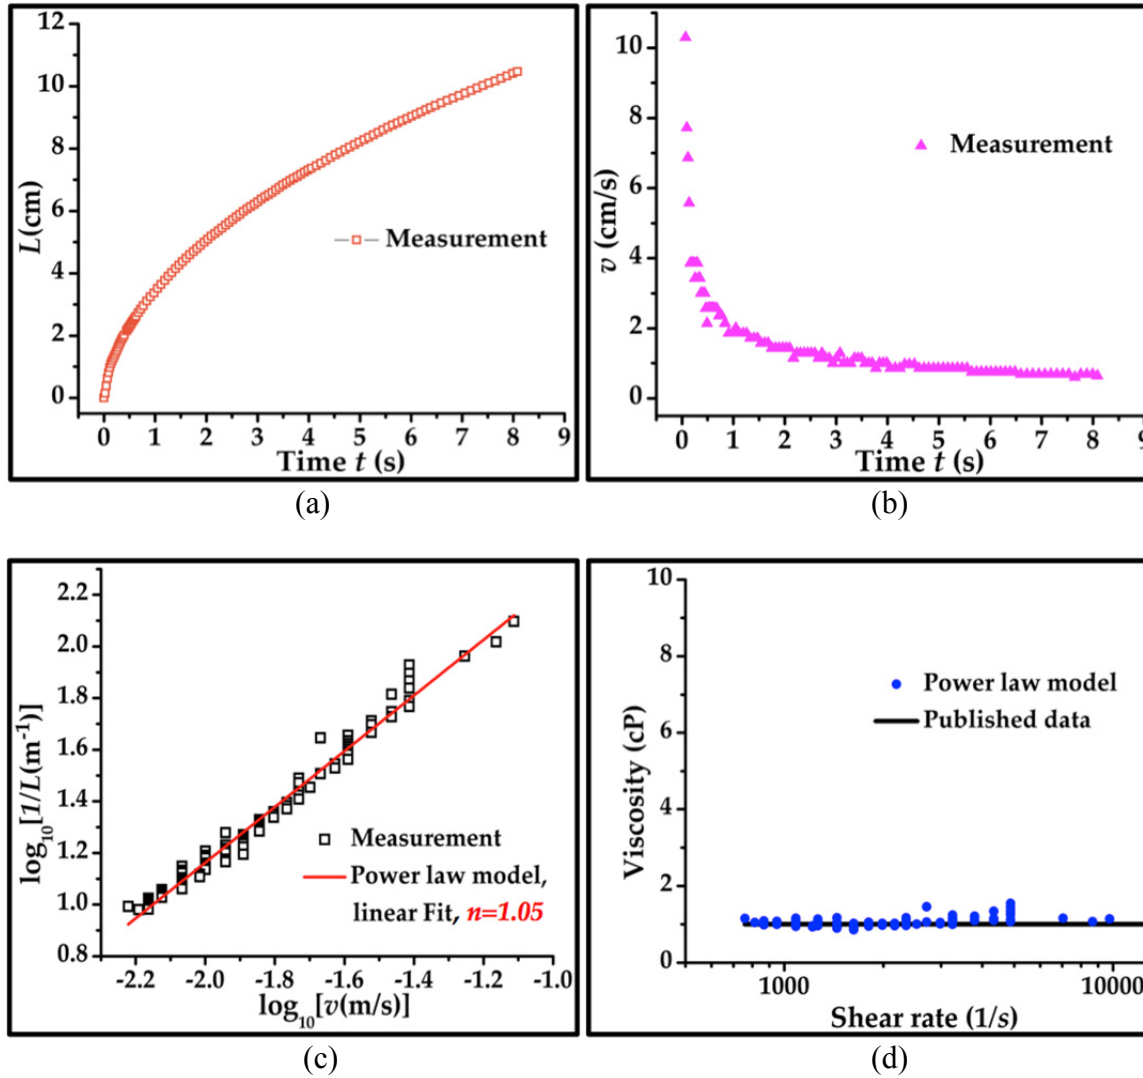 12
10
8
6
4
2
0
L(cm)
Measurement
0 1 2 3 4 5 6 7 8 9
Time t (s)
(a)
10
8
6
4
2
0
v (cm/s)
Measurement
0 1 2 3 4 5 6 7 8 9
Time t (s)
(b)
2.2
2.0
1.8
1.6
1.4
1.2
1.0
0.8
log10[1/L(m-1)]
Measurement
Power law model,
linear Fit, n=1.05
-2.2 -2.0 -1.8 -1.6 -1.4 -1.2 -1.0
log10[v(m/s)]
(c)
10
8
6
4
2
0
Viscosity (cP)
Power law model
Published data
1000 10000
Shear rate (1/s)
(d)